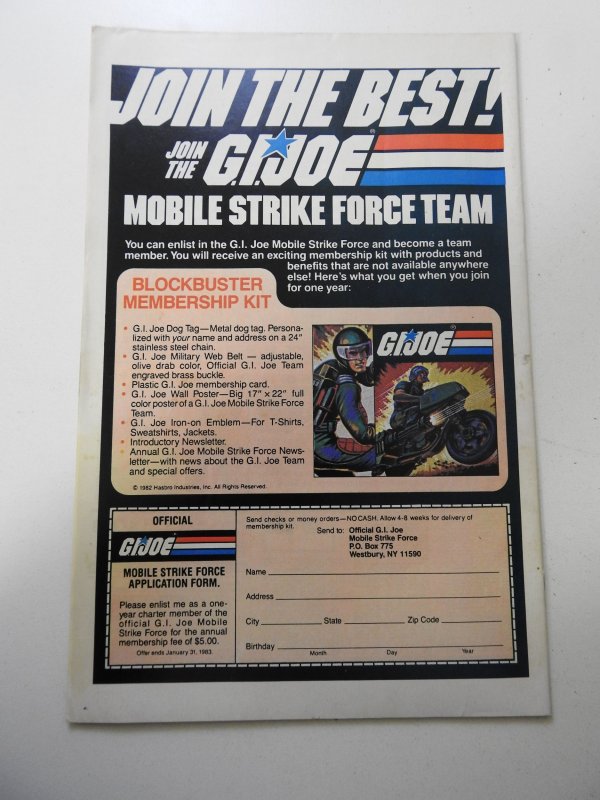 JOIN THE BEST!
JOIN
THE
G.I. JOE®
MOBILE STRIKE FORCE TEAM
You can enlist in the G.I. Joe Mobile Strike Force and become a team
member. You will receive an exciting membership kit with products and
benefits that are not available anywhere
else! Here's what you get when you join
for one year:
BLOCKBUSTER
MEMBERSHIP KIT
• G.I. Joe Dog Tag—Metal dog tag. Persona-
lized with your name and address on a 24"
stainless steel chain.
• G.I. Joe Military Web Belt — adjustable,
olive drab color, Official G.I. Joe Team
engraved brass buckle.
• Plastic G.I. Joe membership card.
• G.I. Joe Wall Poster—Big 17" x 22" full
color poster of a G.I. Joe Mobile Strike Force
Team.
• G.I. Joe Iron-on Emblem—For T-Shirts,
Sweatshirts, Jackets.
• Introductory Newsletter.
• Annual G.I. Joe Mobile Strike Force News-
letter—with news about the G.I. Joe Team
and special offers.
© 1982 Hasbro Industries, Inc. All Rights Reserved.
G.I. JOE®
OFFICIAL
G.I. JOE
MOBILE STRIKE FORCE
APPLICATION FORM.
Please enlist me as a one-
year charter member of the
official G.I. Joe Mobile
Strike Force for the annual
membership fee of $5.00.
Offer ends January 31, 1983.
Send checks or money orders—NO CASH. Allow 4-8 weeks for delivery of
membership kit.
Send to: Official G.I. Joe
Mobile Strike Force
P.O. Box 775
Westbury, NY 11590
Name
Address
City State Zip Code
Birthday
Month Day Year